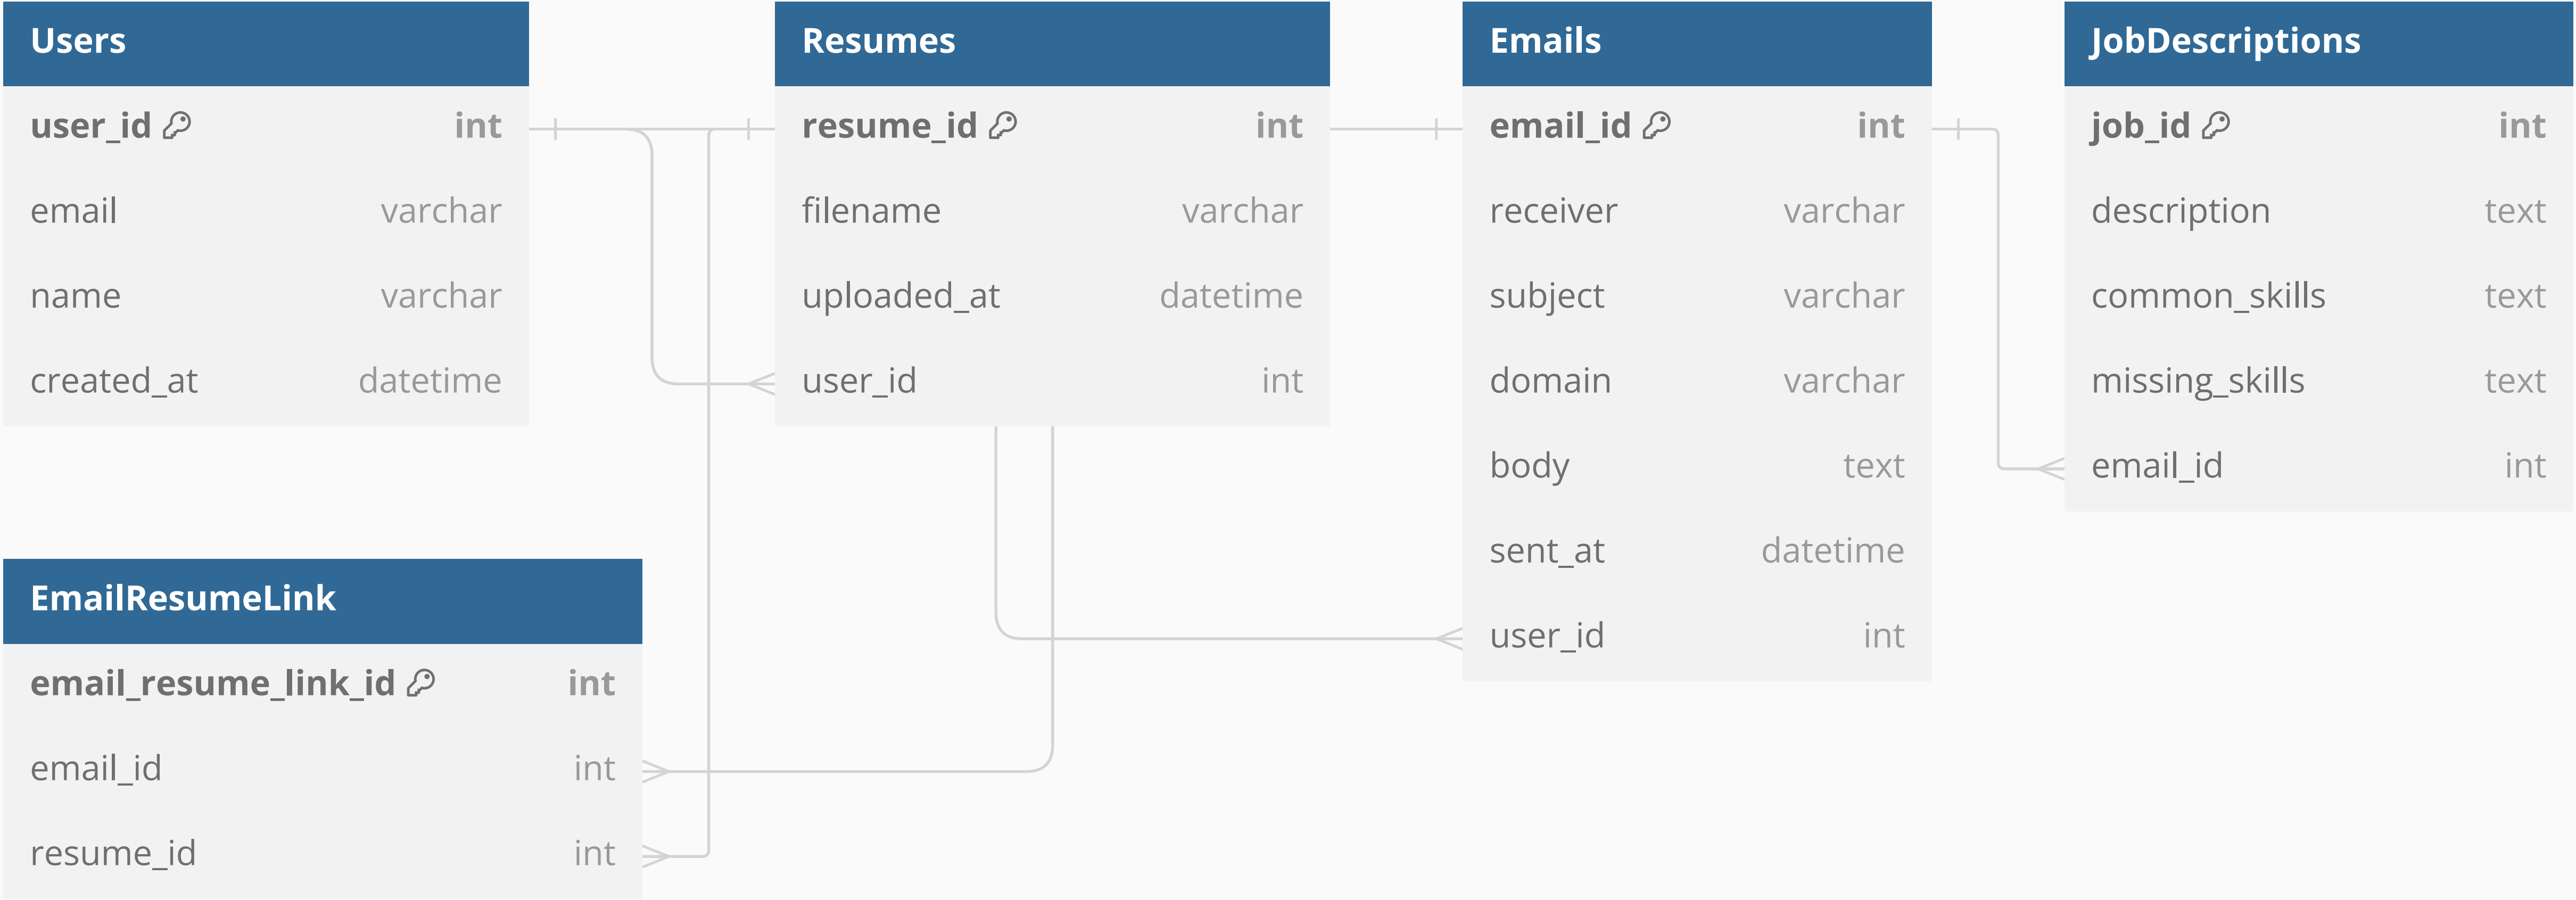 Users
user_id int
email varchar
name varchar
created_at datetime
Resumes
resume_id int
filename varchar
uploaded_at datetime
user_id int
Emails
email_id int
receiver varchar
subject varchar
domain varchar
body text
sent_at datetime
user_id int
JobDescriptions
job_id int
description text
common_skills text
missing_skills text
email_id int
EmailResumeLink
email_resume_link_id int
email_id int
resume_id int